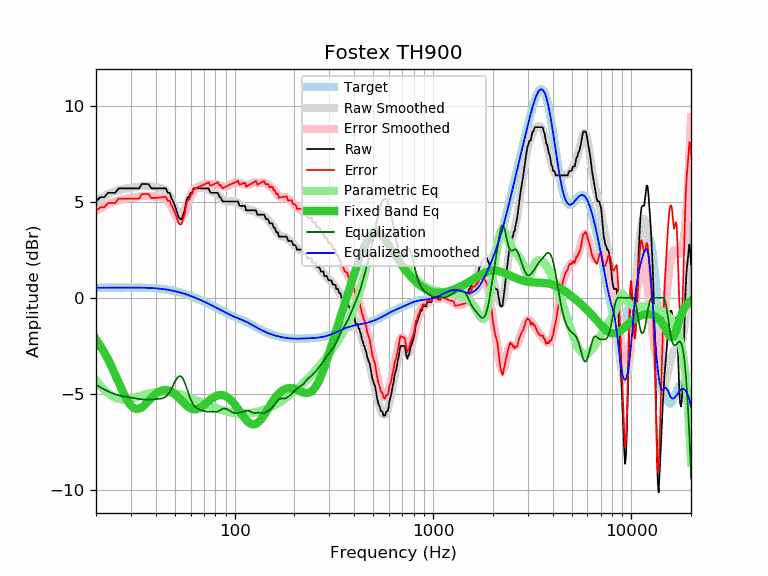 Fostex TH900
Target
Raw Smoothed
Error Smoothed
Raw
Error
Parametric Eq
Fixed Band Eq
Equalization
Equalized smoothed
10
5
0
−5
−10
Amplitude (dBr)
100
1000
10000
Frequency (Hz)